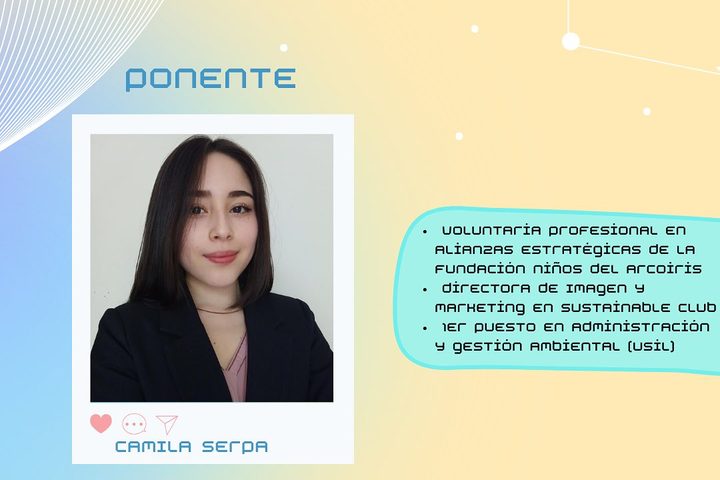 PONENTE
CAMILA SERPA
• VOLUNTARIA PROFESIONAL EN
ALIANZAS ESTRATÉGICAS DE LA
FUNDACIÓN NIÑOS DEL ARCOIRIS
• DIRECTORA DE IMAGEN Y
MARKETING EN SUSTAINABLE CLUB
• 1ER PUESTO EN ADMINISTRACIÓN
Y GESTIÓN AMBIENTAL (USIL)